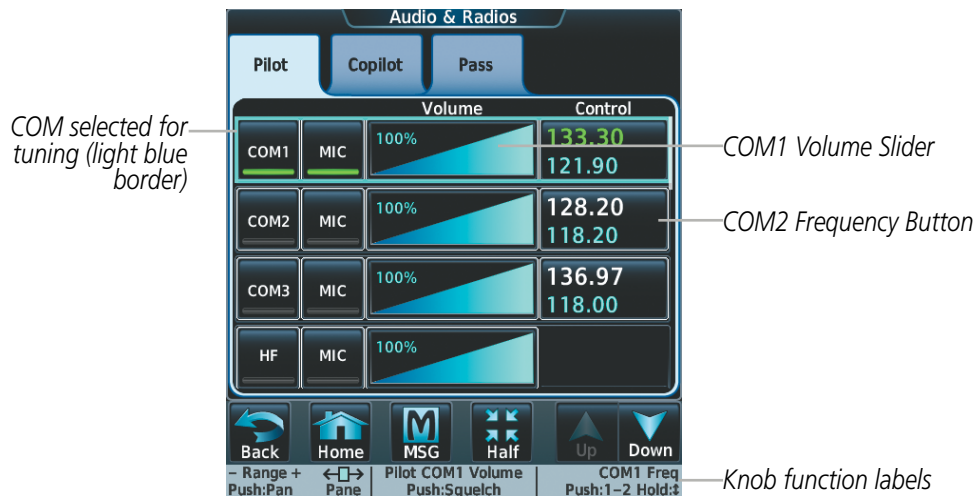 Audio & Radios
Pilot
Copilot
Pass
Volume
Control
COM selected for
tuning (light blue
border)
COM1
MIC
100%
133.30
121.90
COM1 Volume Slider
COM2
MIC
100%
128.20
118.20
COM2 Frequency Button
COM3
MIC
100%
136.97
118.00
HF
MIC
100%
Back
Home
MSG
Half
Up
Down
– Range +
Push:Pan
Pane
Pilot COM1 Volume
Push:Squelch
COM1 Freq
Push:1–2 Hold:↕
Knob function labels